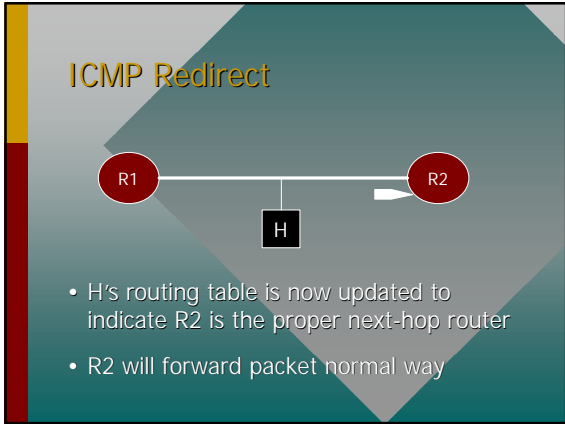 ICMP Redirect
R1
R2
H
• H's routing table is now updated to
indicate R2 is the proper next-hop router
• R2 will forward packet normal way